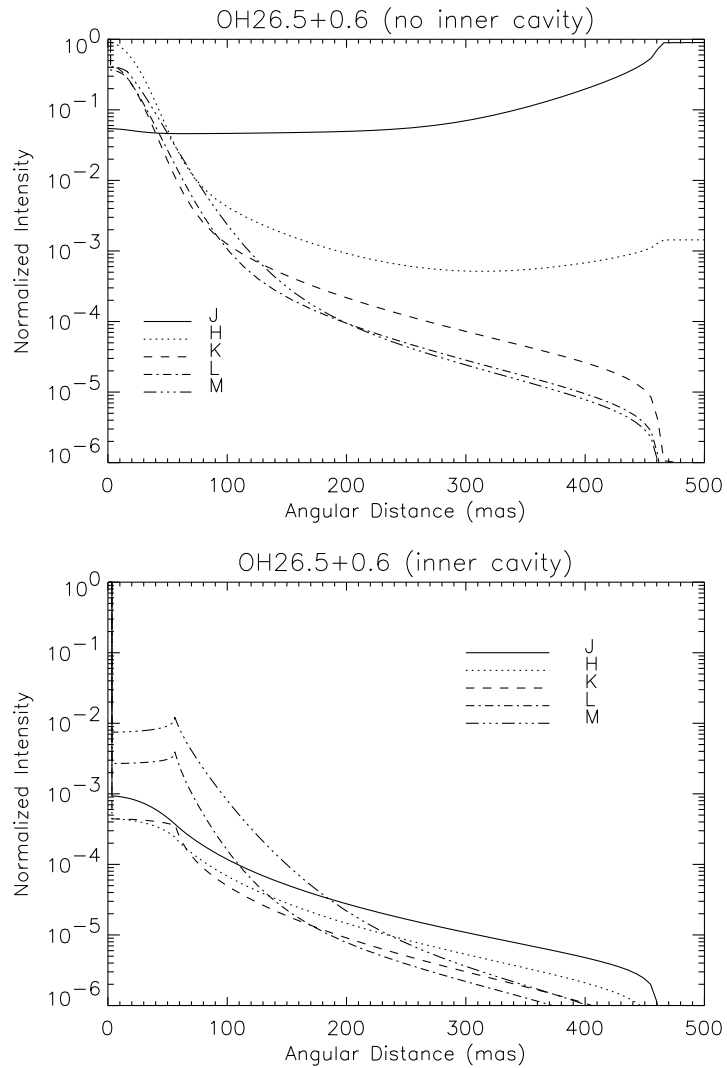 OH26.5+0.6 (no inner cavity)
10^0
10^-1
10^-2
10^-3
10^-4
10^-5
10^-6
Normalized Intensity
J
H
K
L
M
0 100 200 300 400 500
Angular Distance (mas)
OH26.5+0.6 (inner cavity)
10^0
10^-1
10^-2
10^-3
10^-4
10^-5
10^-6
Normalized Intensity
J
H
K
L
M
0 100 200 300 400 500
Angular Distance (mas)